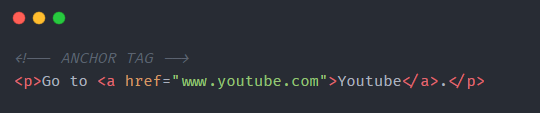 <!-- ANCHOR TAG -->
<p>Go to <a href="www.youtube.com">Youtube</a>.</p>